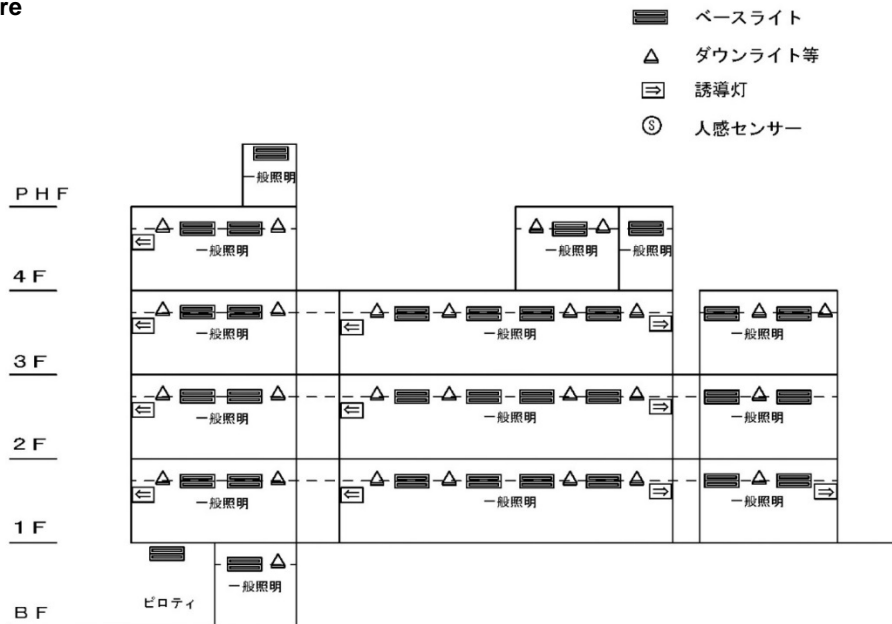 re
ベースライト
ダウンライト等
誘導灯
Ⓢ 人感センサー
一般照明
PHF
一般照明
一般照明
一般照明
4F
一般照明
一般照明
一般照明
3F
一般照明
一般照明
一般照明
2F
一般照明
一般照明
一般照明
1F
ピロティ
一般照明
BF